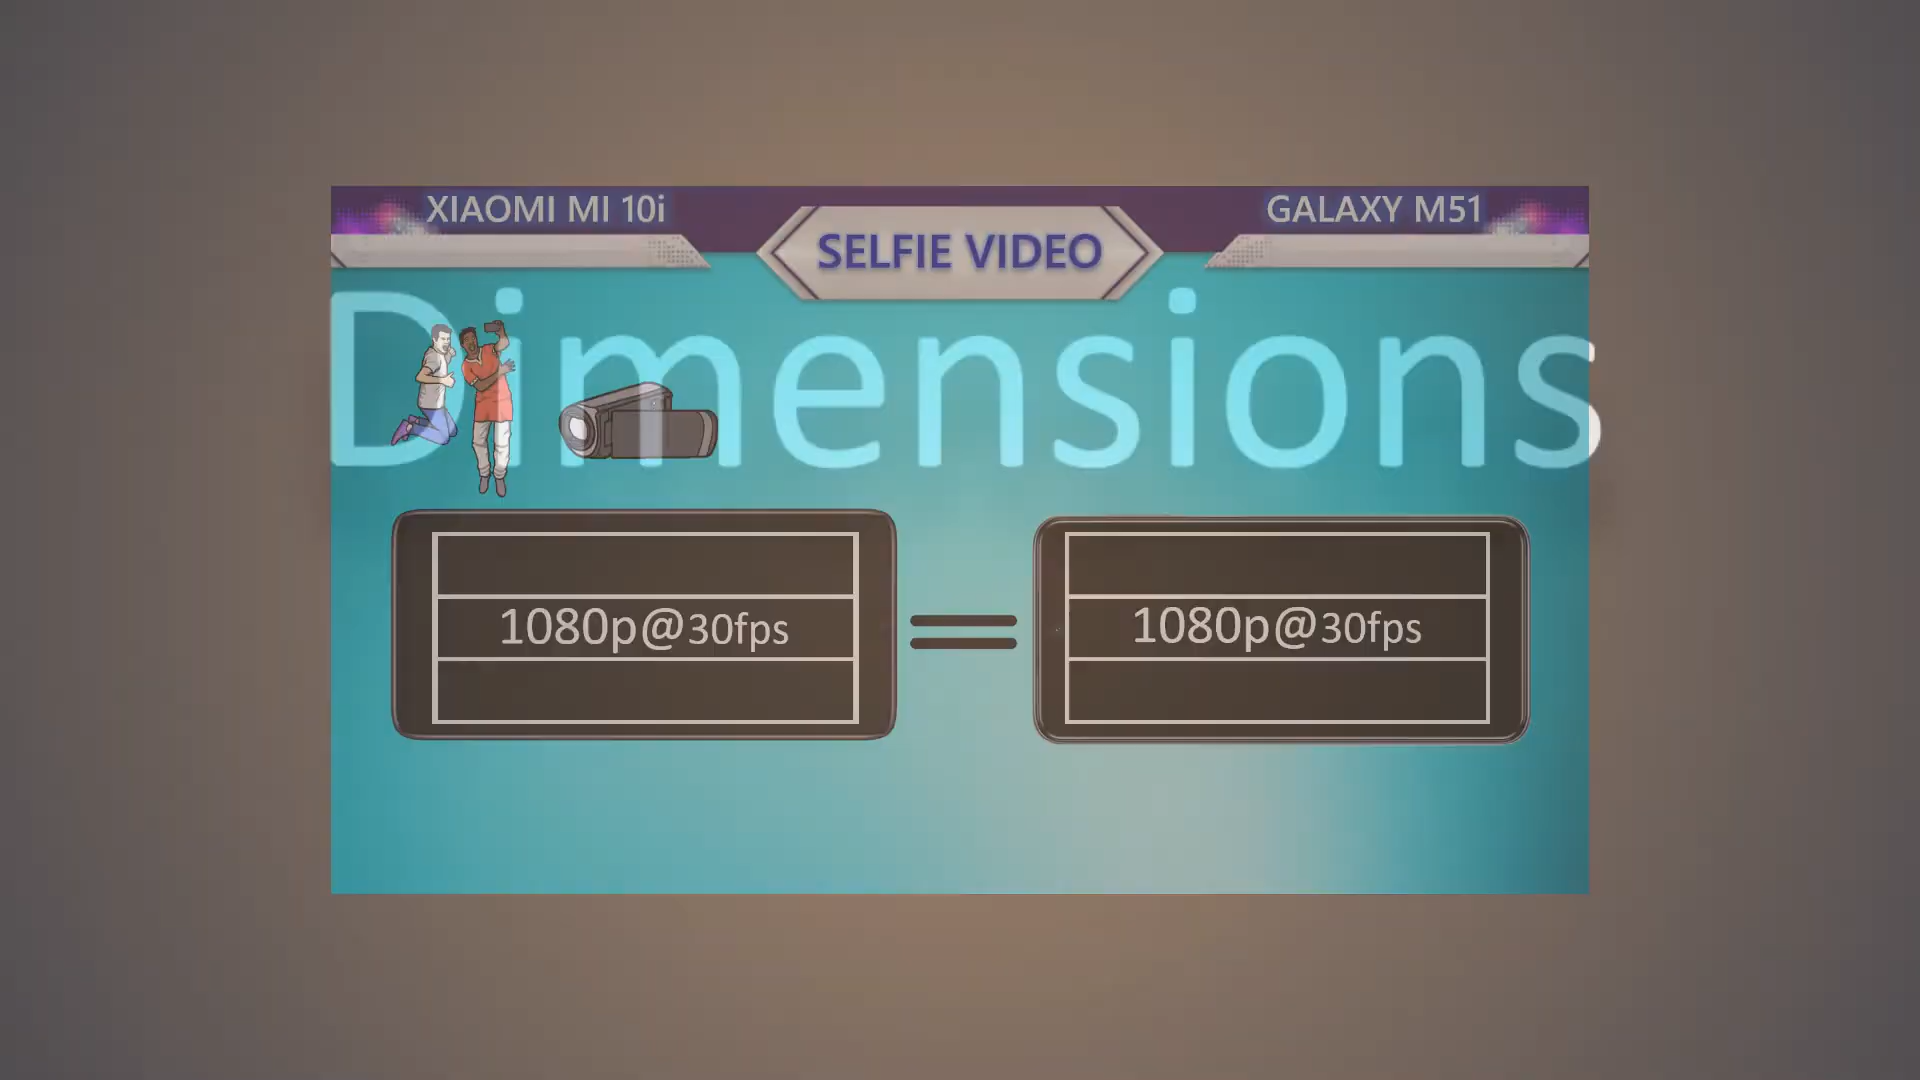 XIAOMI MI 10i
GALAXY M51
SELFIE VIDEO
Dimensions
1080p@30fps
1080p@30fps